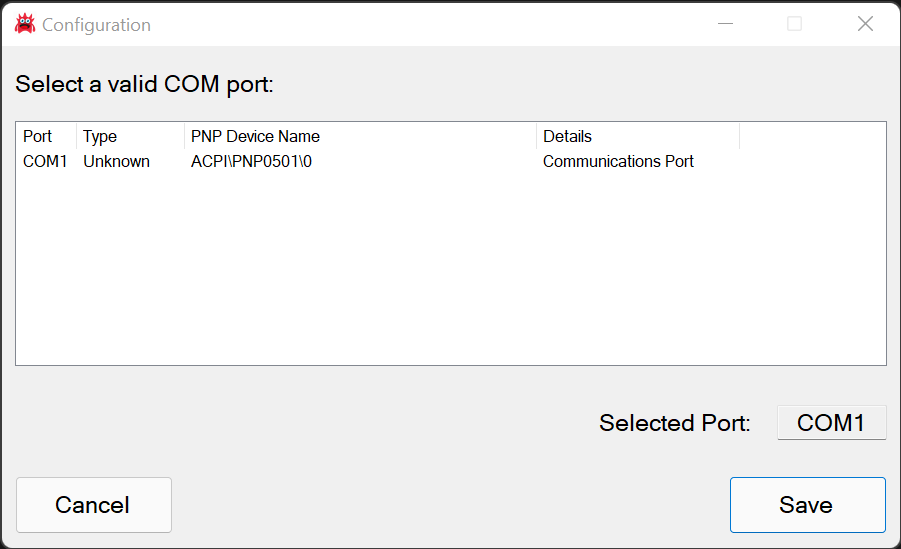 Configuration
Select a valid COM port:
Port Type PNP Device Name Details
COM1 Unknown ACPI\PNP0501\0 Communications Port
Selected Port: COM1
Cancel Save